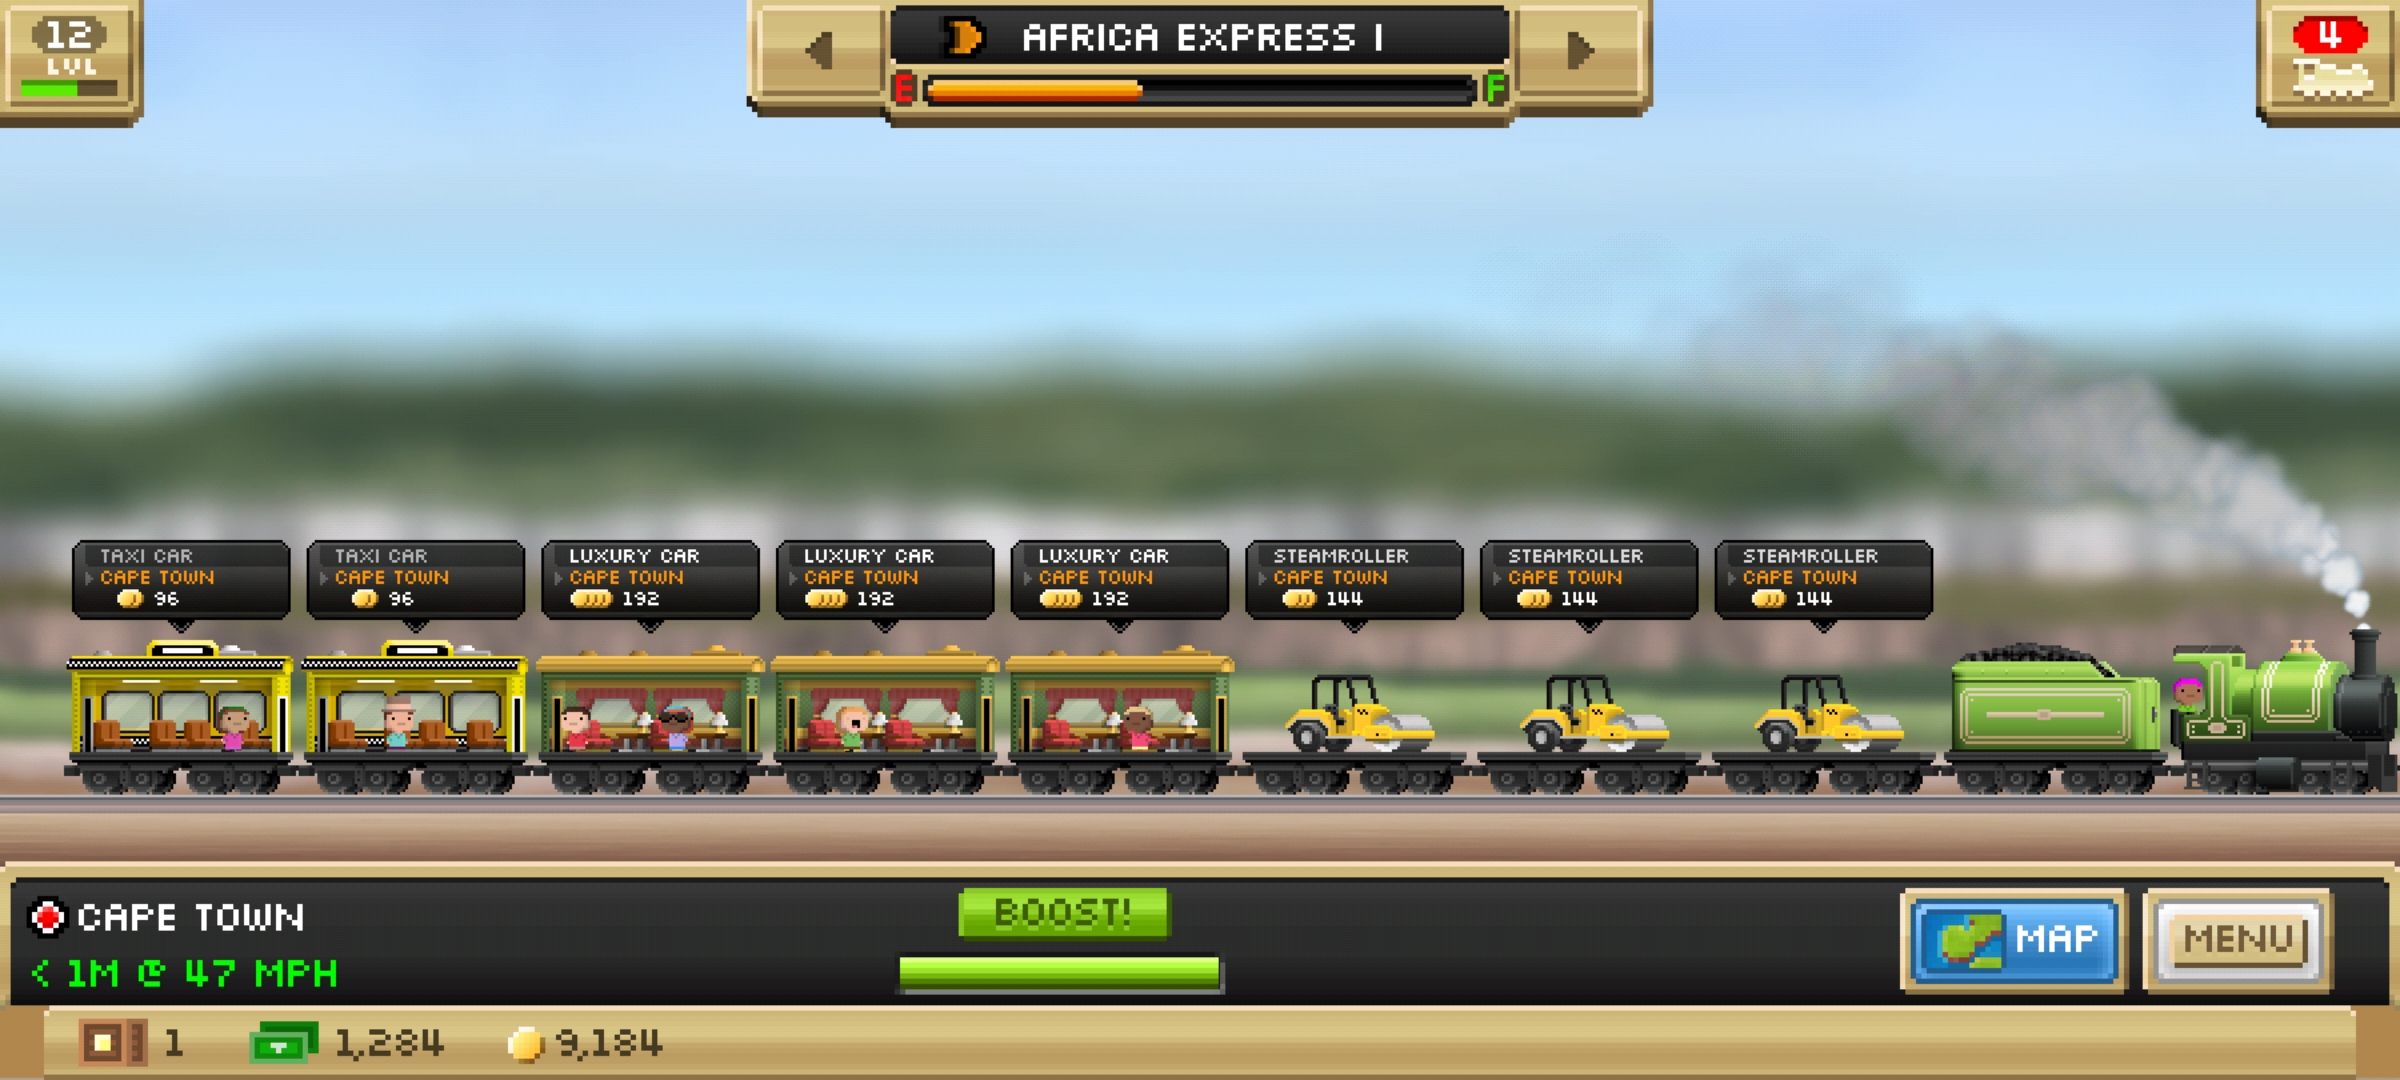 12
LVL
AFRICA EXPRESS I
E F
4
TAXI CAR
CAPE TOWN
96
TAXI CAR
CAPE TOWN
96
LUXURY CAR
CAPE TOWN
192
LUXURY CAR
CAPE TOWN
192
LUXURY CAR
CAPE TOWN
192
STEAMROLLER
CAPE TOWN
144
STEAMROLLER
CAPE TOWN
144
STEAMROLLER
CAPE TOWN
144
CAPE TOWN
< 1M @ 47 MPH
BOOST!
MAP
MENU
1
1,284
9,184